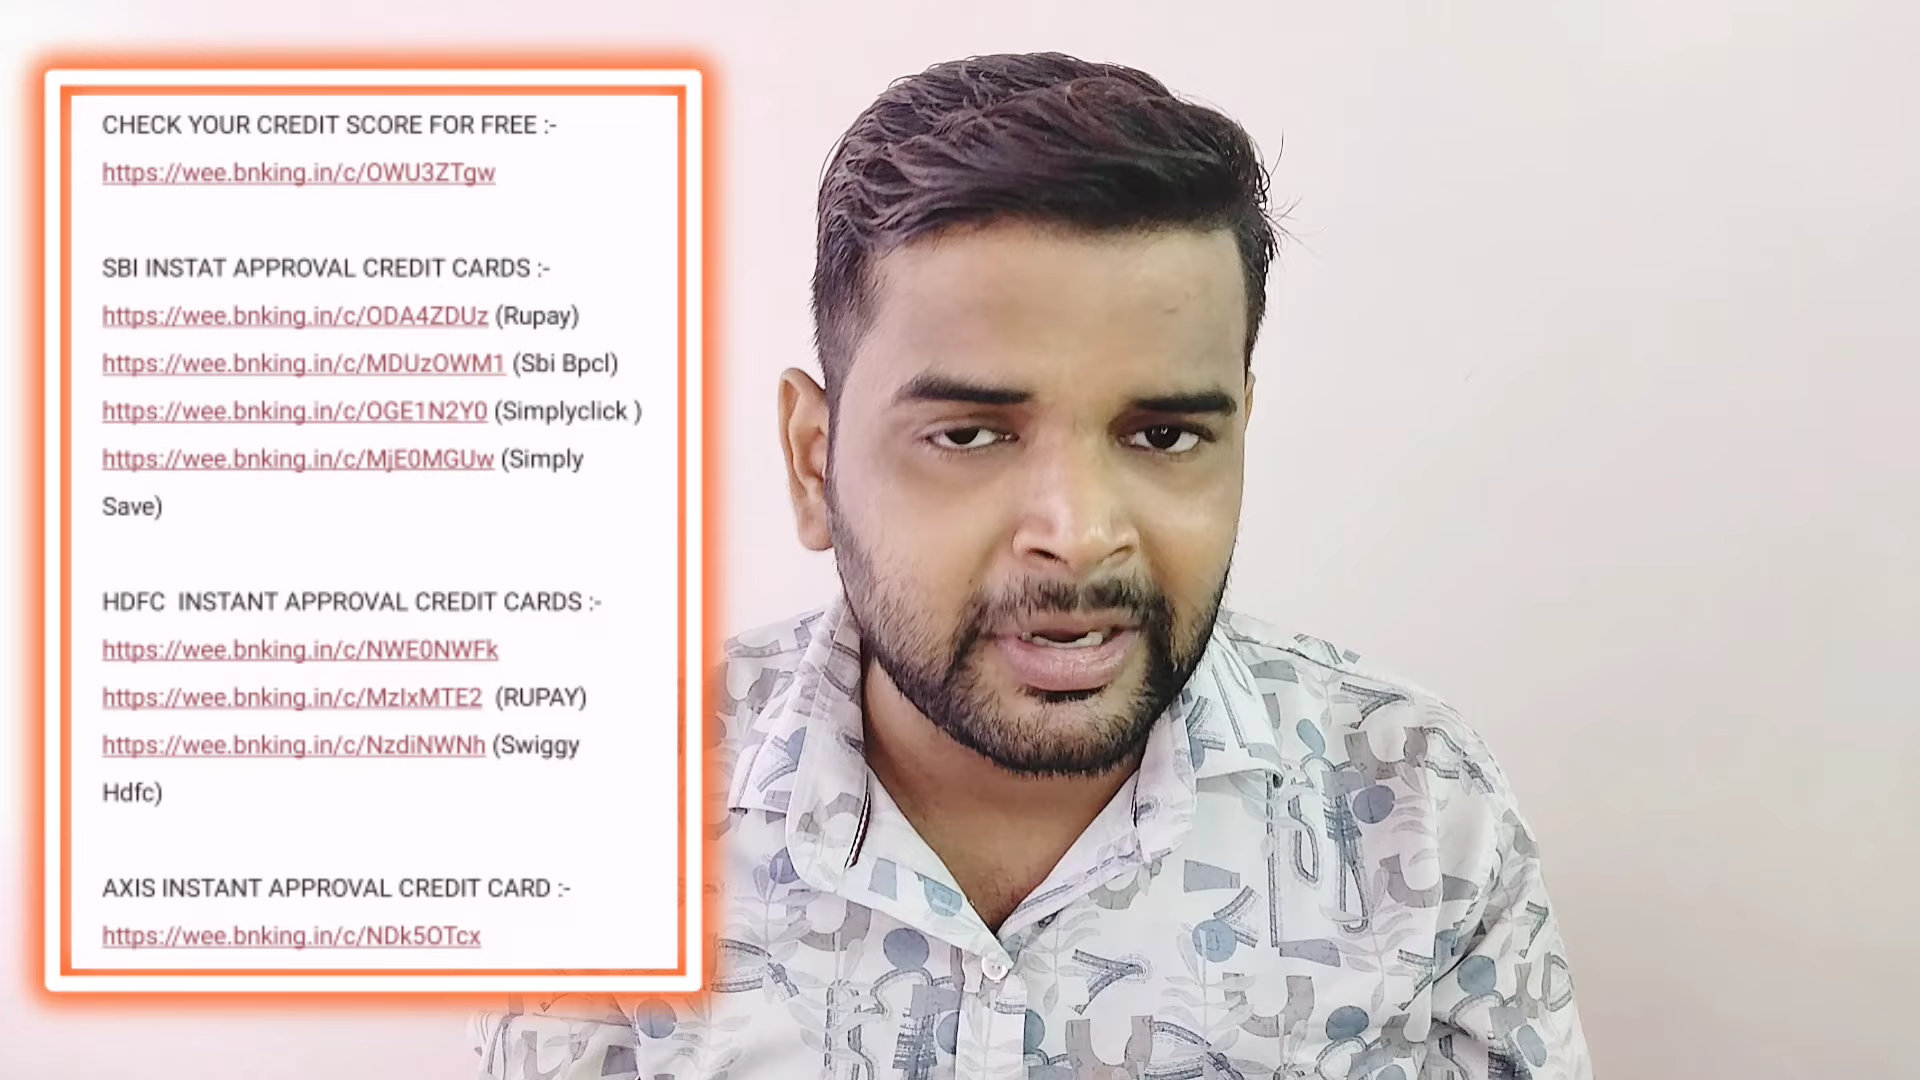 CHECK YOUR CREDIT SCORE FOR FREE :-
https://wee.bnking.in/c/OWU3ZTgw
SBI INSTAT APPROVAL CREDIT CARDS :-
https://wee.bnking.in/c/ODA4ZDUz (Rupay)
https://wee.bnking.in/c/MDUzOWM1 (Sbi Bpcl)
https://wee.bnking.in/c/OGE1N2Y0 (Simplyclick )
https://wee.bnking.in/c/MjE0MGUw (Simply
Save)
HDFC  INSTANT APPROVAL CREDIT CARDS :-
https://wee.bnking.in/c/NWE0NWFk
https://wee.bnking.in/c/MzIxMTE2  (RUPAY)
https://wee.bnking.in/c/NzdiNWNh (Swiggy
Hdfc)
AXIS INSTANT APPROVAL CREDIT CARD :-
https://wee.bnking.in/c/NDk5OTcx